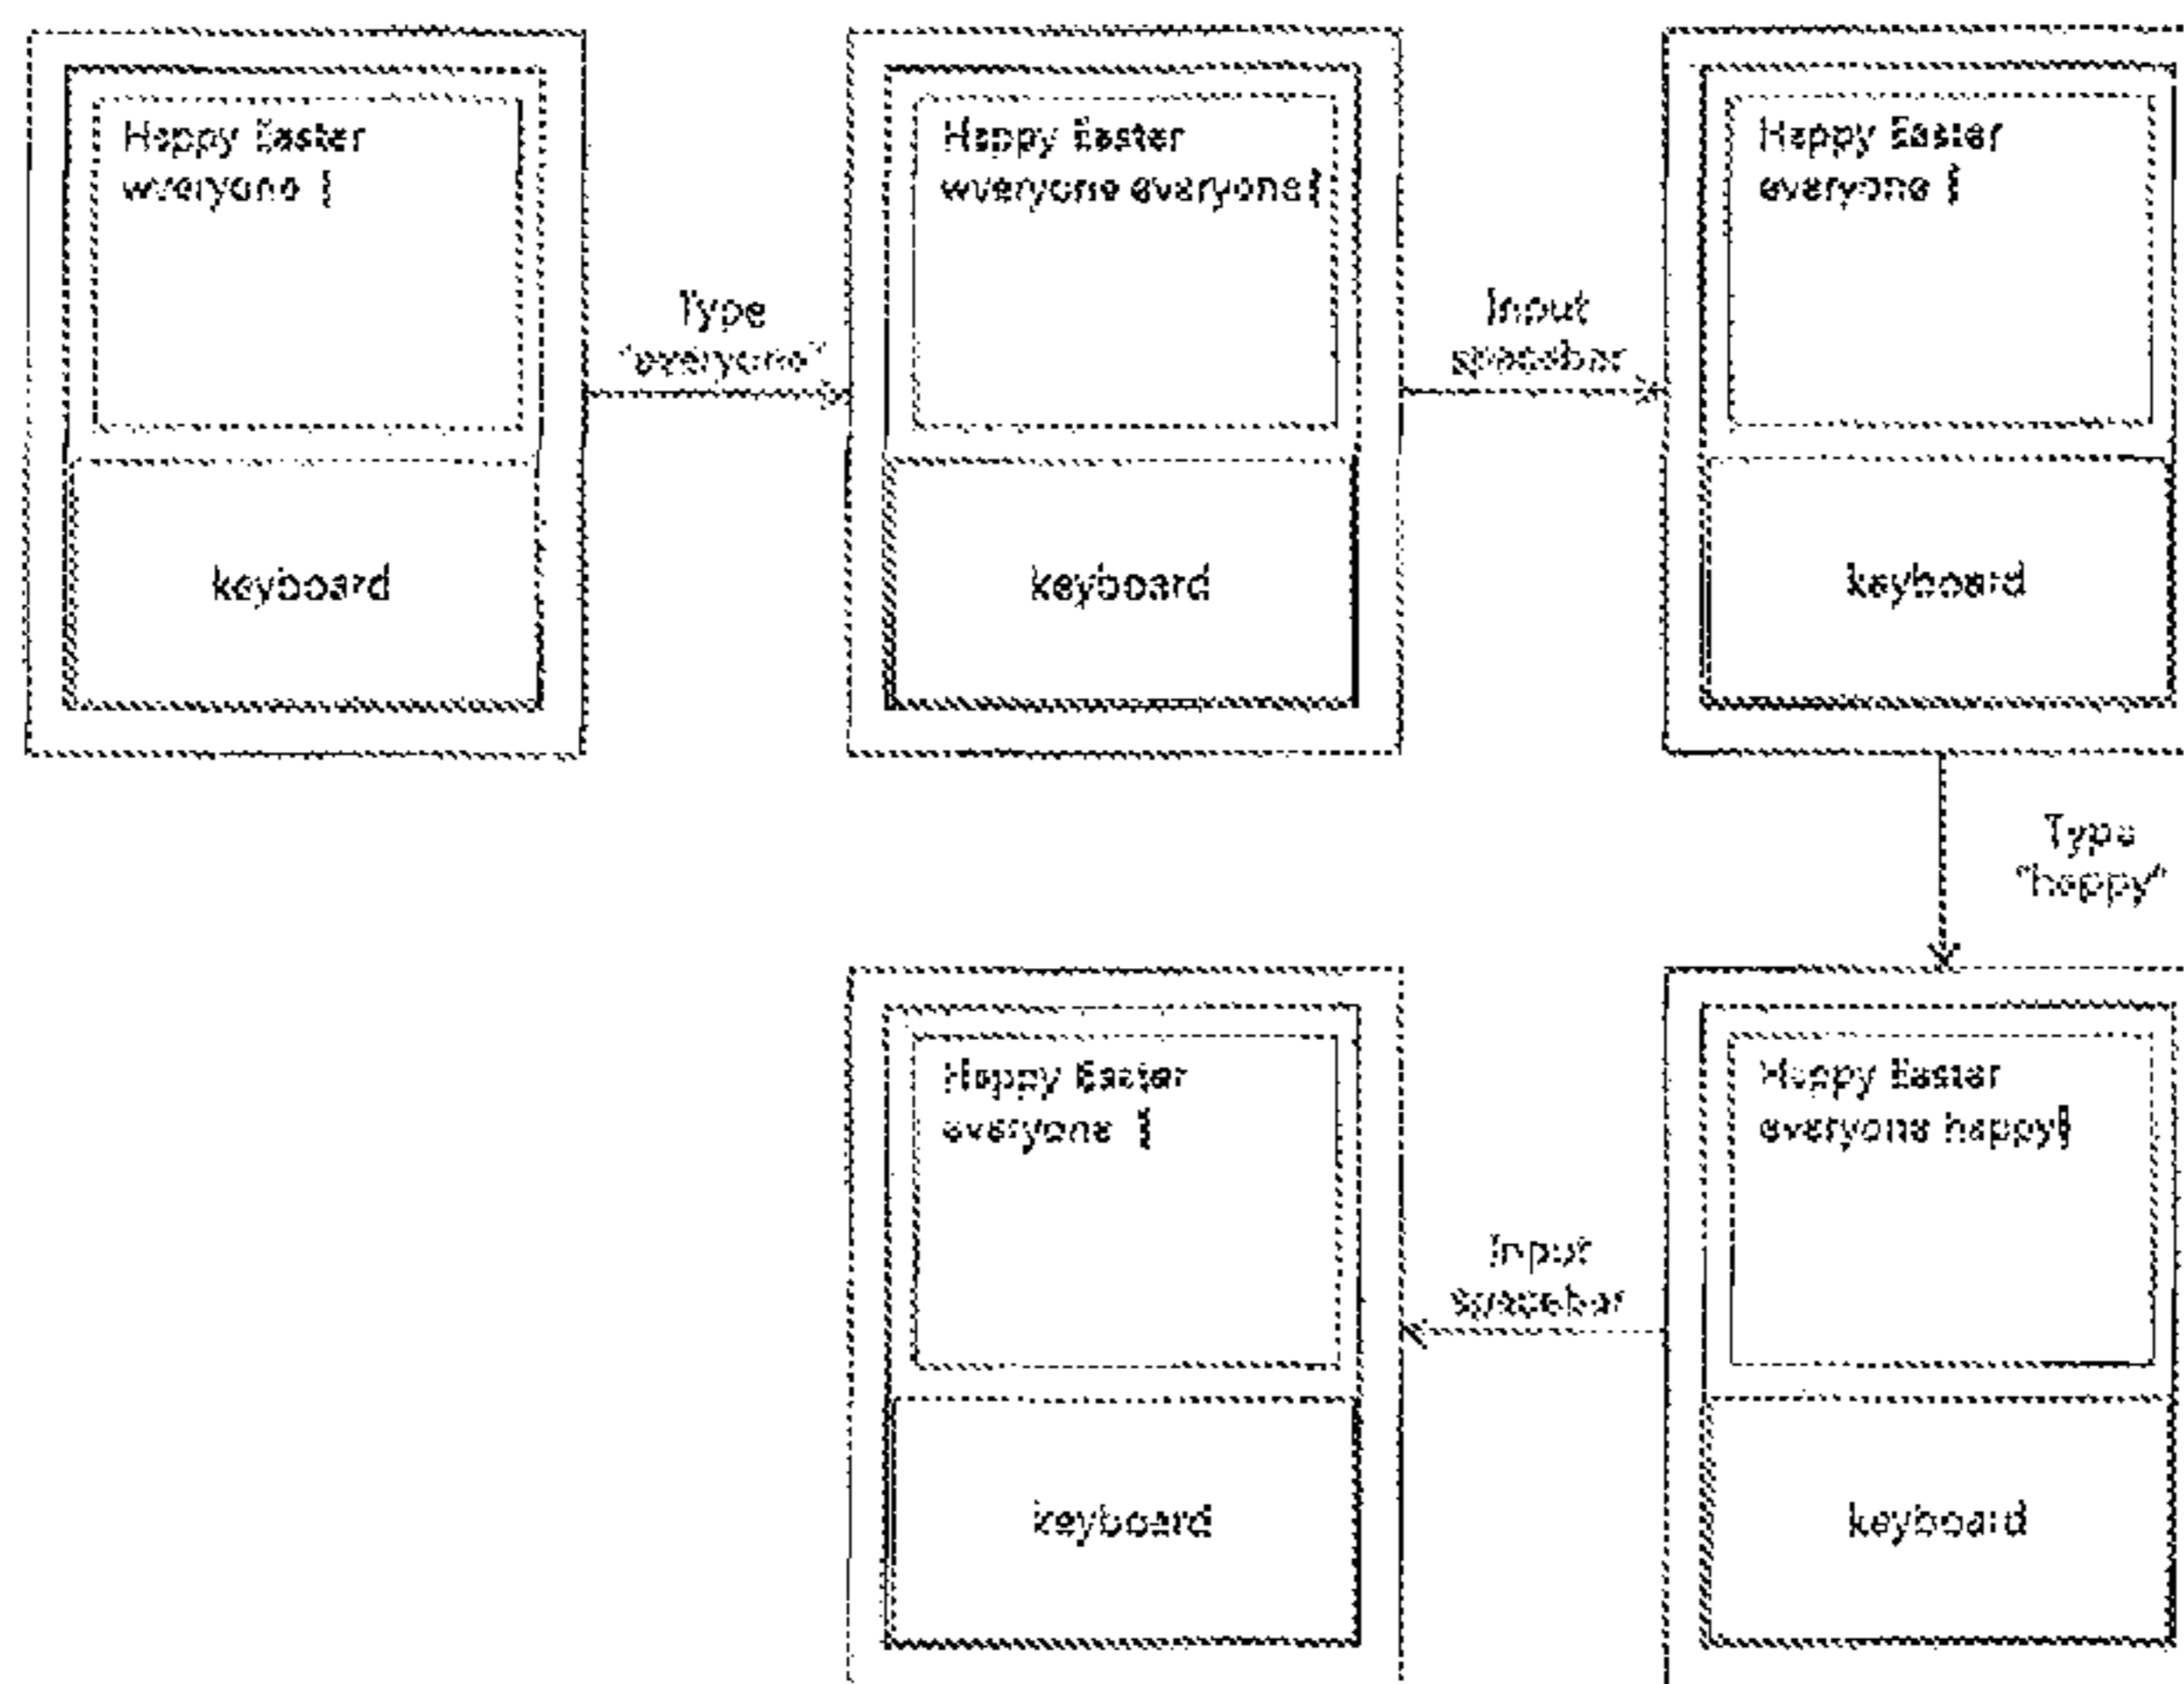 Happy Easter
wveryone
Type
"everyone"
Happy Easter
wveryone everyone
Input
spacebar
Happy Easter
everyone
keyboard
keyboard
keyboard
Type
"happy"
Happy Easter
everyone happy
Input
spacebar
Happy Easter
everyone
keyboard
keyboard